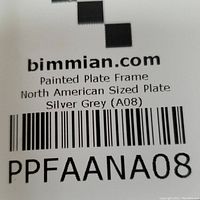 bimmian.com
Painted Plate Frame
North American Sized Plate
Silver Grey (A08)
PPFAANA08